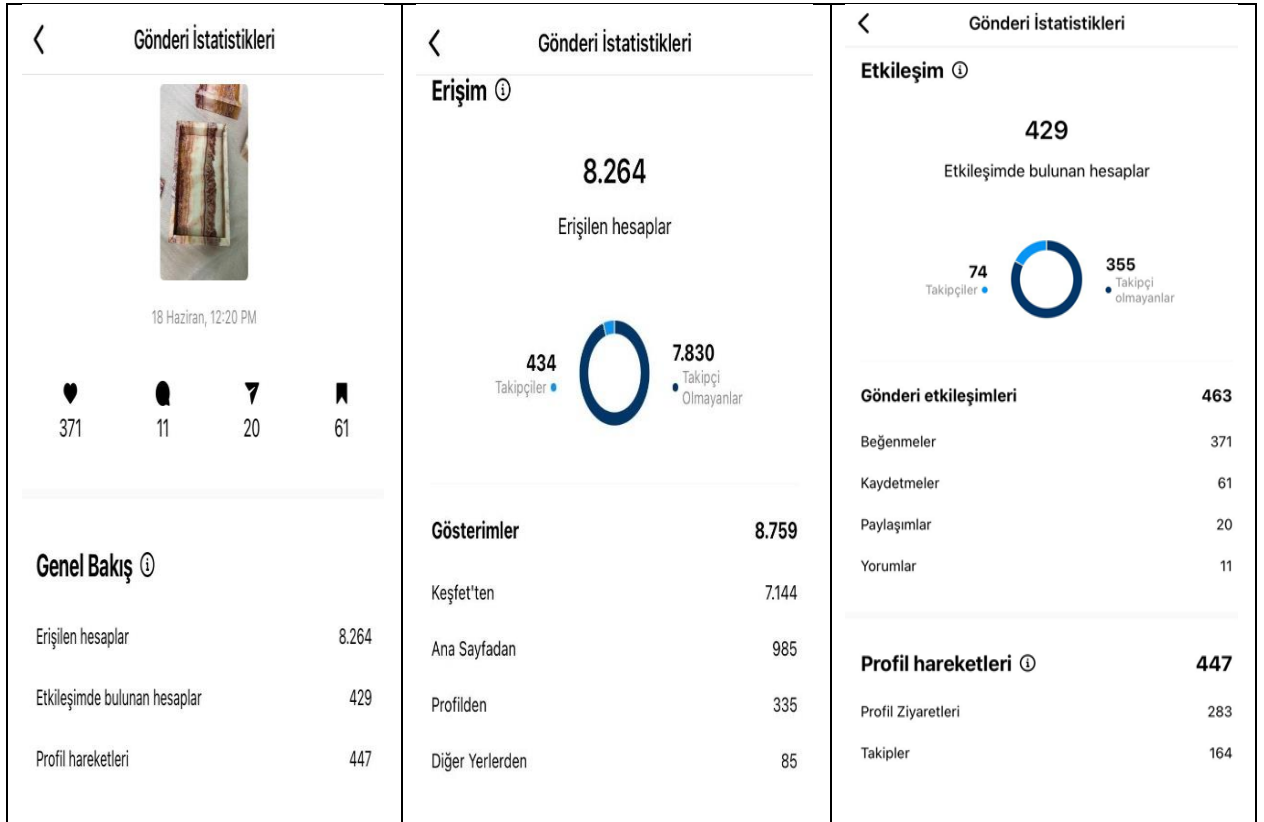 Gönderi İstatistikleri
18 Haziran, 12:20 PM
371 11 20 61
Genel Bakış
Erişilen hesaplar 8.264
Etkileşimde bulunan hesaplar 429
Profil hareketleri 447
Gönderi İstatistikleri
Erişim
8.264
Erişilen hesaplar
434
Takipçiler
7.830
Takipçi
Olmayanlar
Gösterimler 8.759
Keşfet'ten 7.144
Ana Sayfadan 985
Profilden 335
Diğer Yerlerden 85
Gönderi İstatistikleri
Etkileşim
429
Etkileşimde bulunan hesaplar
74
Takipçiler
355
Takipçi
olmayanlar
Gönderi etkileşimleri 463
Beğenmeler 371
Kaydetmeler 61
Paylaşımlar 20
Yorumlar 11
Profil hareketleri 447
Profil Ziyaretleri 283
Takipler 164